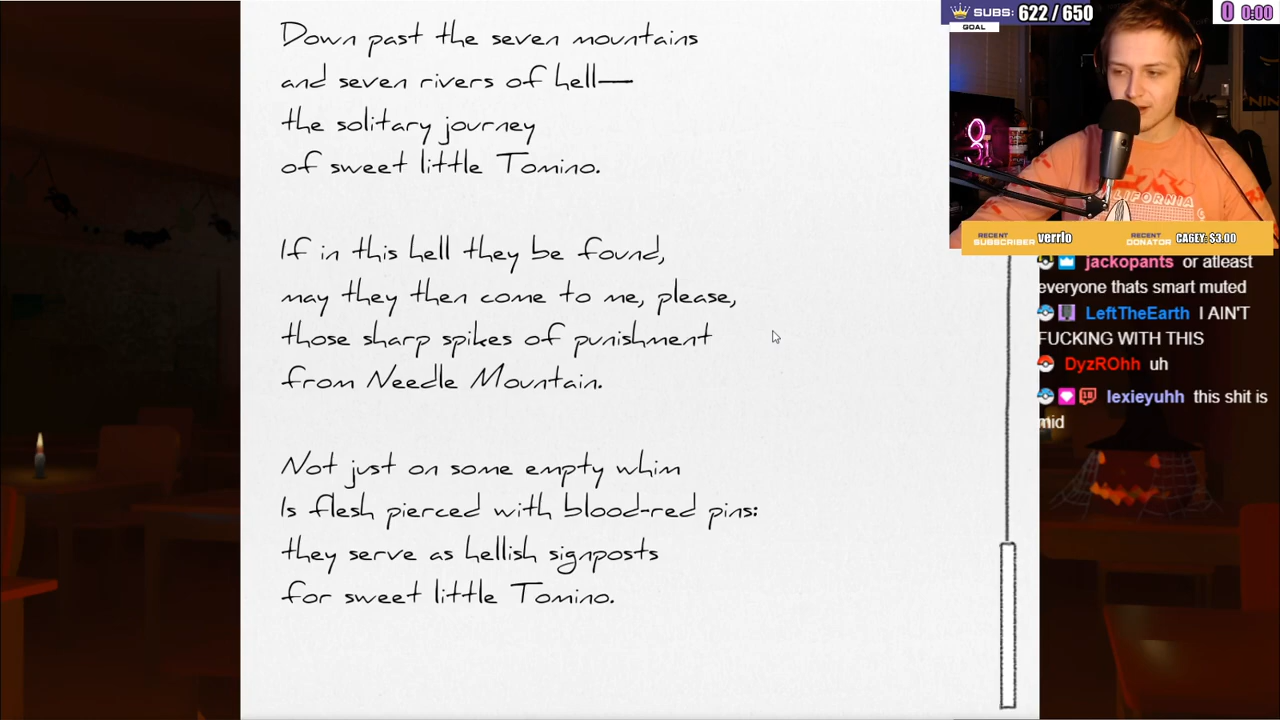 Down past the seven mountains
and seven rivers of hell—
the solitary journey
of sweet little Tomino.
If in this hell they be found,
may they then come to me, please,
those sharp spikes of punishment
from Needle Mountain.
Not just on some empty whim
Is flesh pierced with blood-red pins:
they serve as hellish signposts
for sweet little Tomino.
SUBS: 622 / 650
GOAL
0 0:00
CALIFORNIA
RECENT SUBSCRIBER verrlo
RECENT DONATOR CA6EY: $3.00
jackopants or atleast
everyone thats smart muted
LeftTheEarth I AIN'T
FUCKING WITH THIS
DyzROhh uh
lexieyuhh this shit is
mid